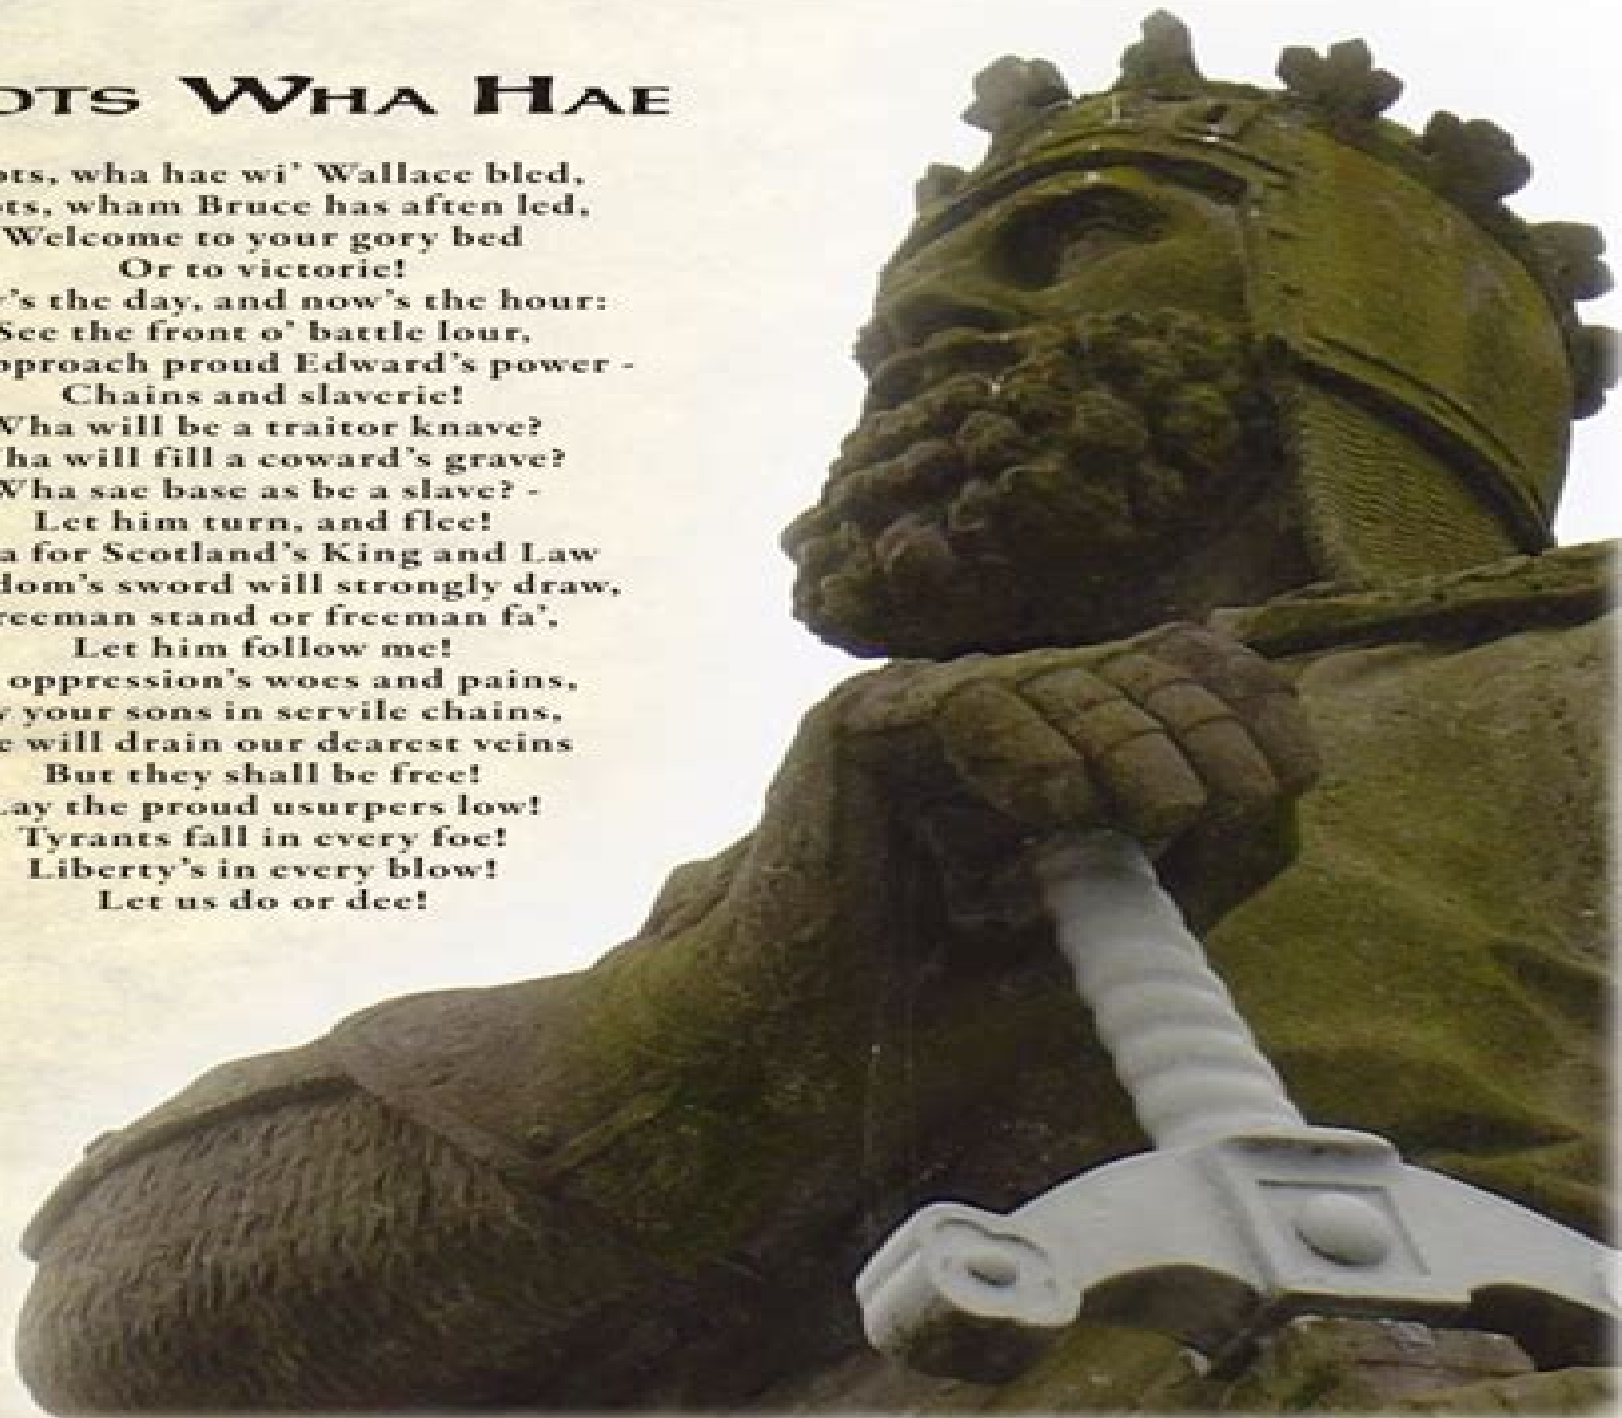 OTS WHA HAE
ots, wha hae wi' Wallace bled,
ots, wham Bruce has aften led,
Welcome to your gory bed
Or to victorie!
's the day, and now's the hour:
See the front o' battle lour,
pproach proud Edward's power -
Chains and slaverie!
Wha will be a traitor knave?
ha will fill a coward's grave?
Wha sae base as be a slave? -
Let him turn, and flee!
a for Scotland's King and Law
dom's sword will strongly draw,
reeman stand or freeman fa',
Let him follow me!
oppression's woes and pains,
y your sons in servile chains,
e will drain our dearest veins
But they shall be free!
Lay the proud usurpers low!
Tyrants fall in every foe!
Liberty's in every blow!
Let us do or dee!